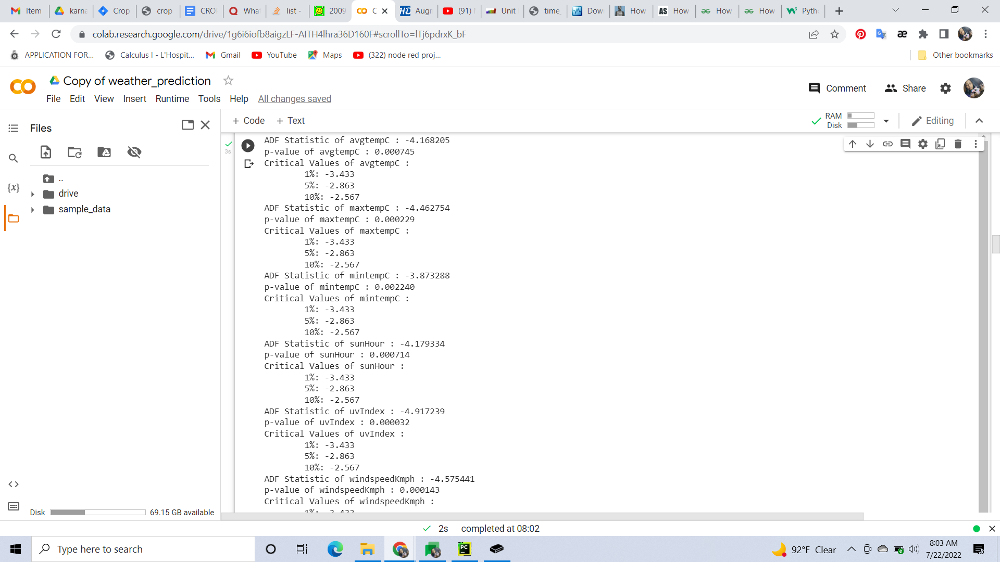 Item
karna
Crop
crop
CRO
Wha
list -
2009
C
Augr
(91)
Unit
time
Dow
How
How
How
How
Pyth
colab.research.google.com/drive/1g6i6iofb8aigzLF-AITH4lhra36D160F#scrollTo=lTj6pdrxK_bF
APPLICATION FOR...
Calculus I - L'Hospit...
Gmail
YouTube
Maps
(322) node red proj...
Other bookmarks
Copy of weather_prediction
Comment
Share
File Edit View Insert Runtime Tools Help All changes saved
Files
+ Code + Text
RAM
Disk
Editing
{x}
..
drive
sample_data
3s
ADF Statistic of avgtempC : -4.168205
p-value of avgtempC : 0.000745
Critical Values of avgtempC :
1%: -3.433
5%: -2.863
10%: -2.567
ADF Statistic of maxtempC : -4.462754
p-value of maxtempC : 0.000229
Critical Values of maxtempC :
1%: -3.433
5%: -2.863
10%: -2.567
ADF Statistic of mintempC : -3.873288
p-value of mintempC : 0.002240
Critical Values of mintempC :
1%: -3.433
5%: -2.863
10%: -2.567
ADF Statistic of sunHour : -4.179334
p-value of sunHour : 0.000714
Critical Values of sunHour :
1%: -3.433
5%: -2.863
10%: -2.567
ADF Statistic of uvIndex : -4.917239
p-value of uvIndex : 0.000032
Critical Values of uvIndex :
1%: -3.433
5%: -2.863
10%: -2.567
ADF Statistic of windspeedKmph : -4.575441
p-value of windspeedKmph : 0.000143
Critical Values of windspeedKmph :
1%: -3.433
Disk
69.15 GB available
2s completed at 08:02
Type here to search
92°F Clear
8:03 AM
7/22/2022